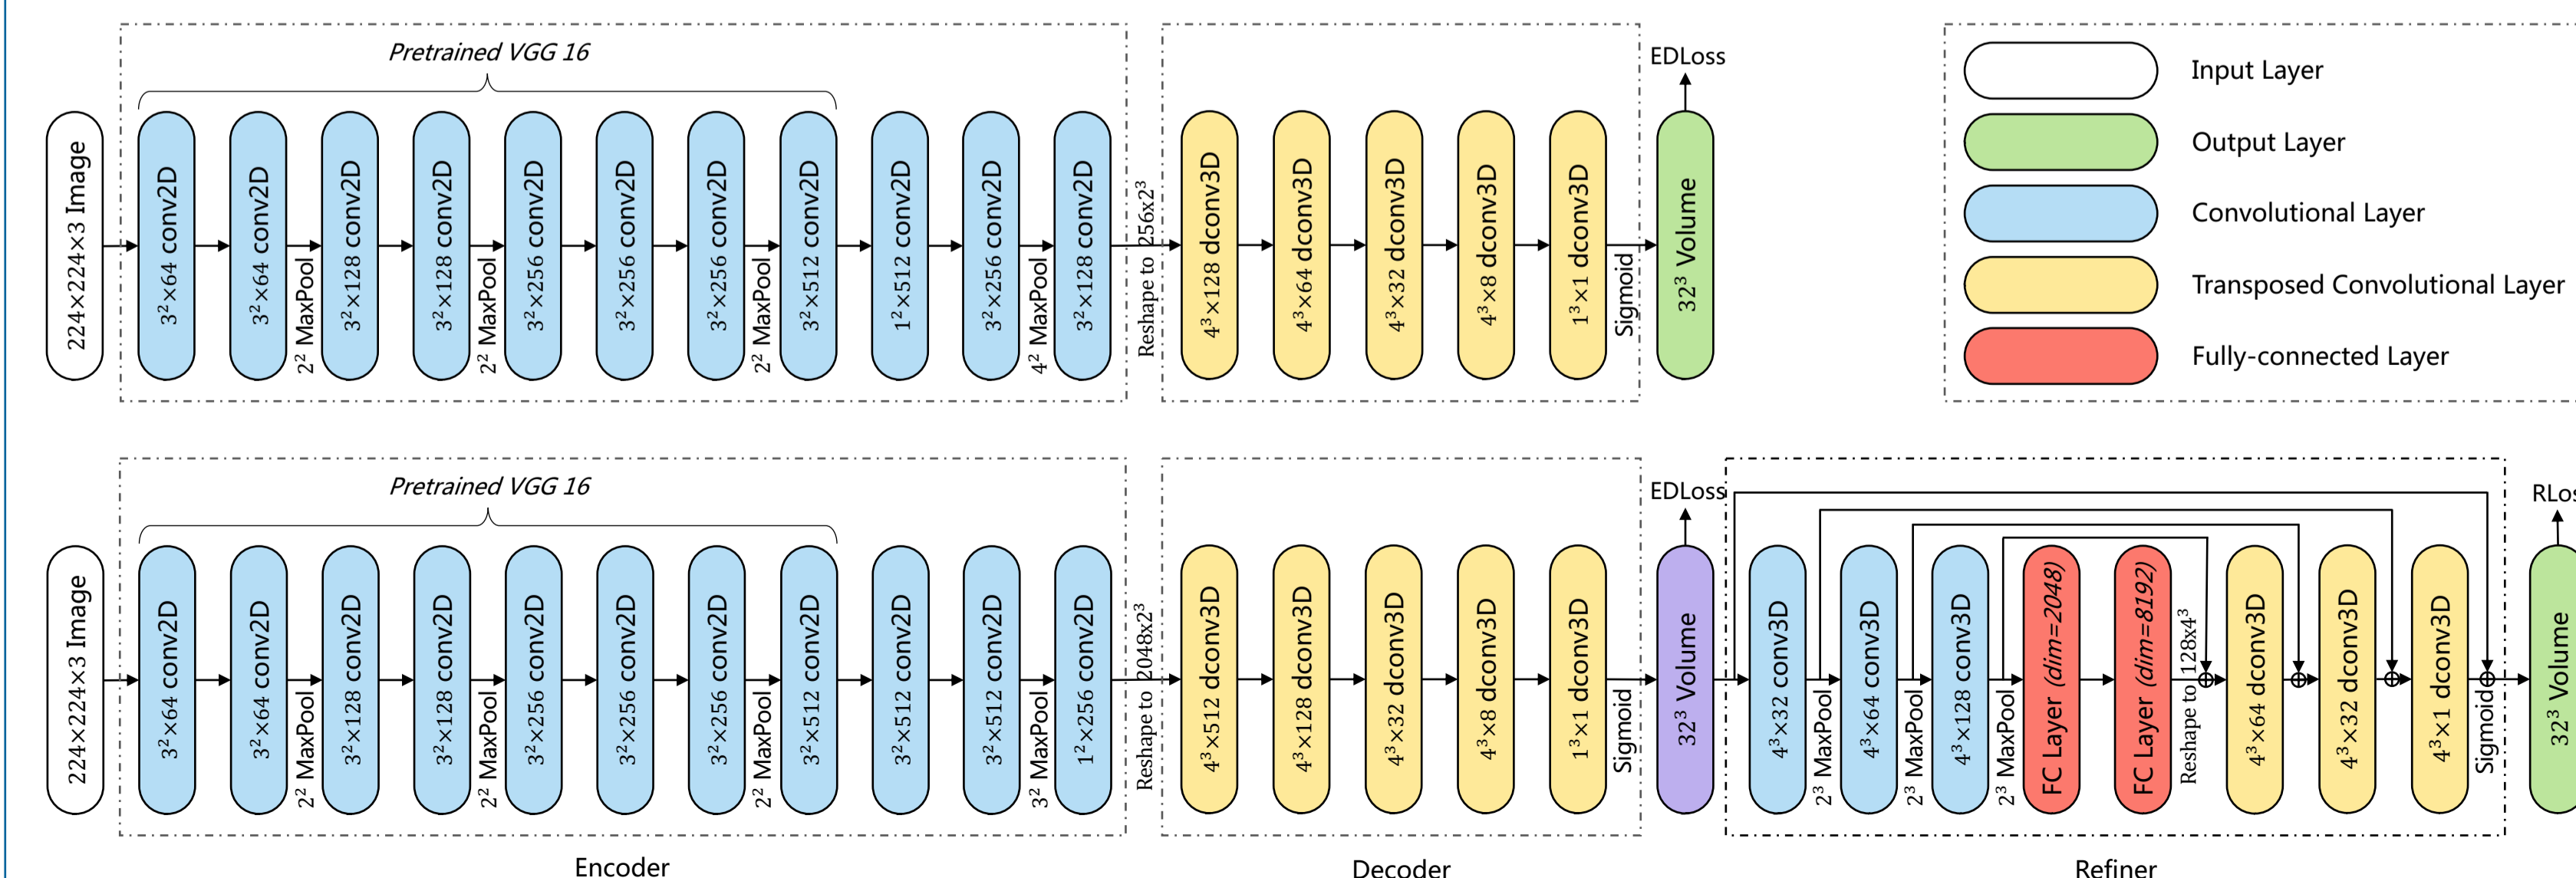 Pretrained VGG 16
224×224×3 Image
3²×64 conv2D
3²×64 conv2D
2² MaxPool
3²×128 conv2D
3²×128 conv2D
2² MaxPool
3²×256 conv2D
3²×256 conv2D
3²×256 conv2D
2² MaxPool
3²×512 conv2D
1²×512 conv2D
3²×256 conv2D
4² MaxPool
3²×128 conv2D
Reshape to 256x2³
4³×128 dconv3D
4³×64 dconv3D
4³×32 dconv3D
4³×8 dconv3D
1³×1 dconv3D
Sigmoid
32³ Volume
EDLoss
Input Layer
Output Layer
Convolutional Layer
Transposed Convolutional Layer
Fully-connected Layer
Pretrained VGG 16
224×224×3 Image
3²×64 conv2D
3²×64 conv2D
2² MaxPool
3²×128 conv2D
3²×128 conv2D
2² MaxPool
3²×256 conv2D
3²×256 conv2D
3²×256 conv2D
2² MaxPool
3²×512 conv2D
3²×512 conv2D
3²×512 conv2D
3² MaxPool
1²×256 conv2D
Reshape to 2048x2³
4³×512 dconv3D
4³×128 dconv3D
4³×32 dconv3D
4³×8 dconv3D
1³×1 dconv3D
Sigmoid
EDLoss
32³ Volume
4³×32 conv3D
2³ MaxPool
4³×64 conv3D
2³ MaxPool
4³×128 conv3D
2³ MaxPool
FC Layer (dim=2048)
FC Layer (dim=8192)
Reshape to 128x4³
4³×64 dconv3D
4³×32 dconv3D
4³×1 dconv3D
Sigmoid
RLos
32³ Volume
Encoder
Decoder
Refiner